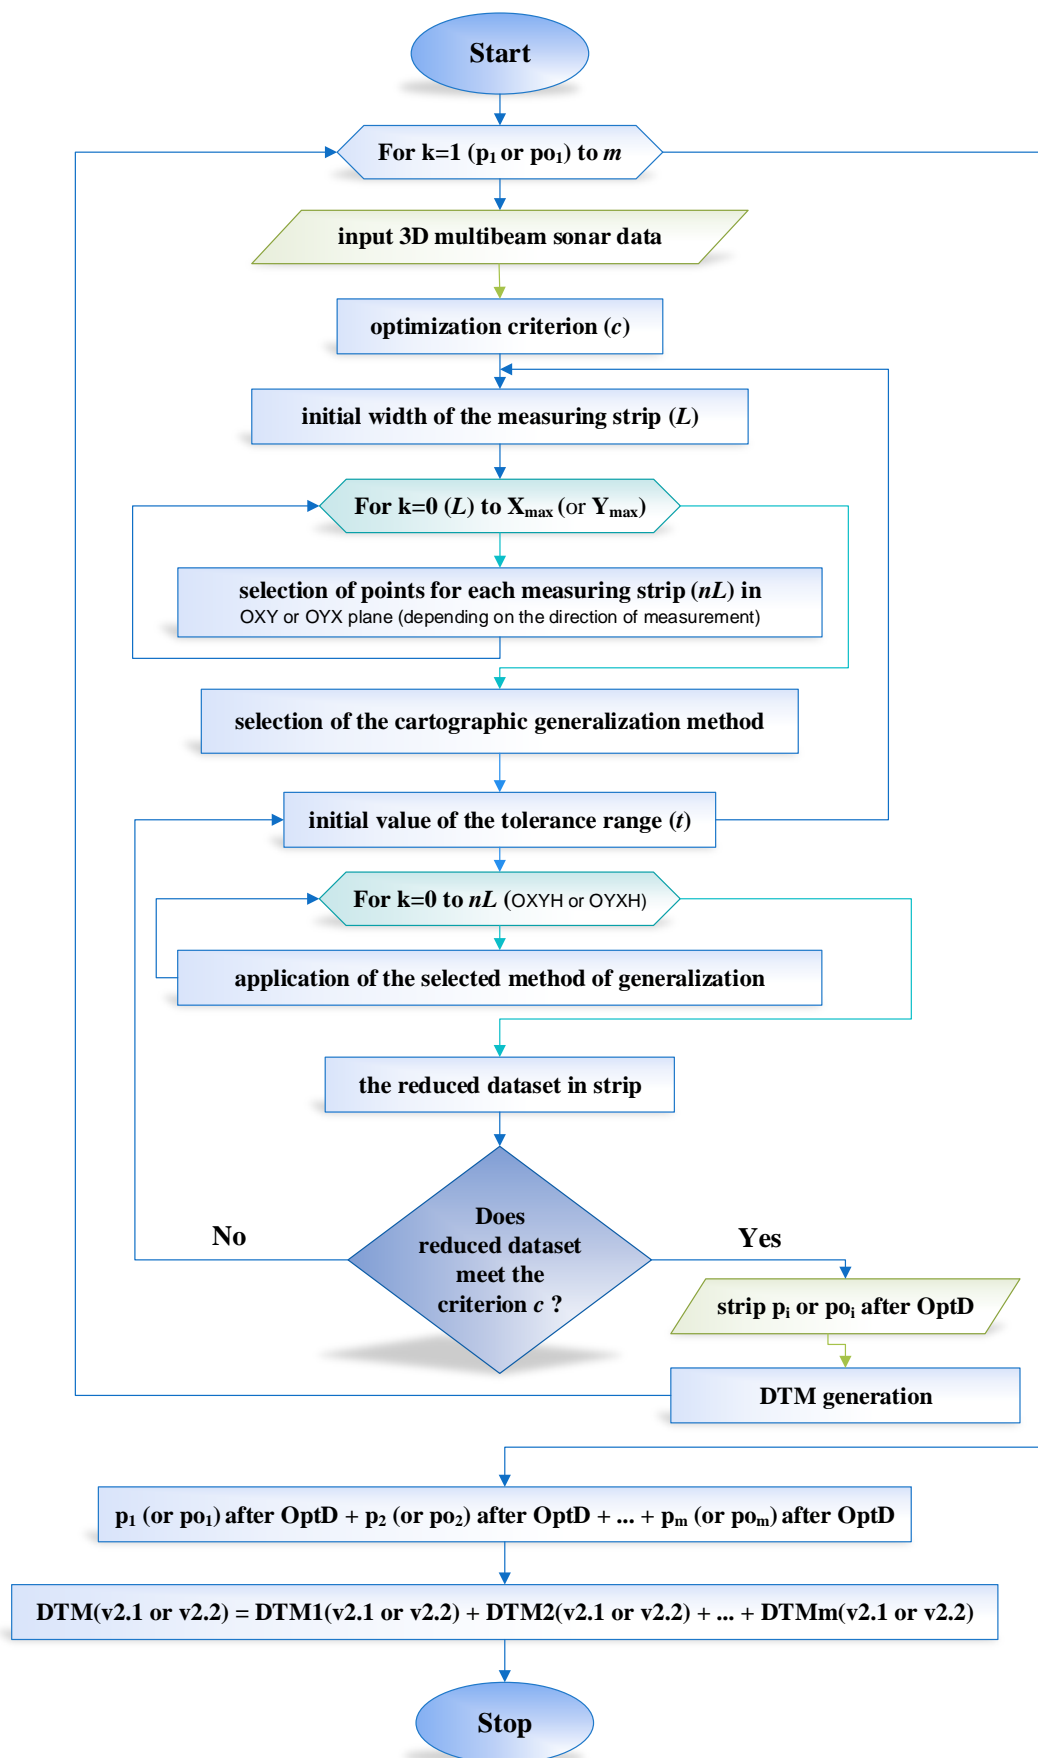 Start
For k=1 (p₁ or po₁) to m
input 3D multibeam sonar data
optimization criterion (c)
initial width of the measuring strip (L)
For k=0 (L) to Xmax (or Ymax)
selection of points for each measuring strip (nL) in
OXY or OYX plane (depending on the direction of measurement)
selection of the cartographic generalization method
initial value of the tolerance range (t)
For k=0 to nL (OXYH or OYXH)
application of the selected method of generalization
the reduced dataset in strip
Does
reduced dataset
meet the
criterion c ?
No
Yes
strip pᵢ or poᵢ after OptD
DTM generation
p₁ (or po₁) after OptD + p₂ (or po₂) after OptD + ... + pₘ (or poₘ) after OptD
DTM(v2.1 or v2.2) = DTM1(v2.1 or v2.2) + DTM2(v2.1 or v2.2) + ... + DTMm(v2.1 or v2.2)
Stop